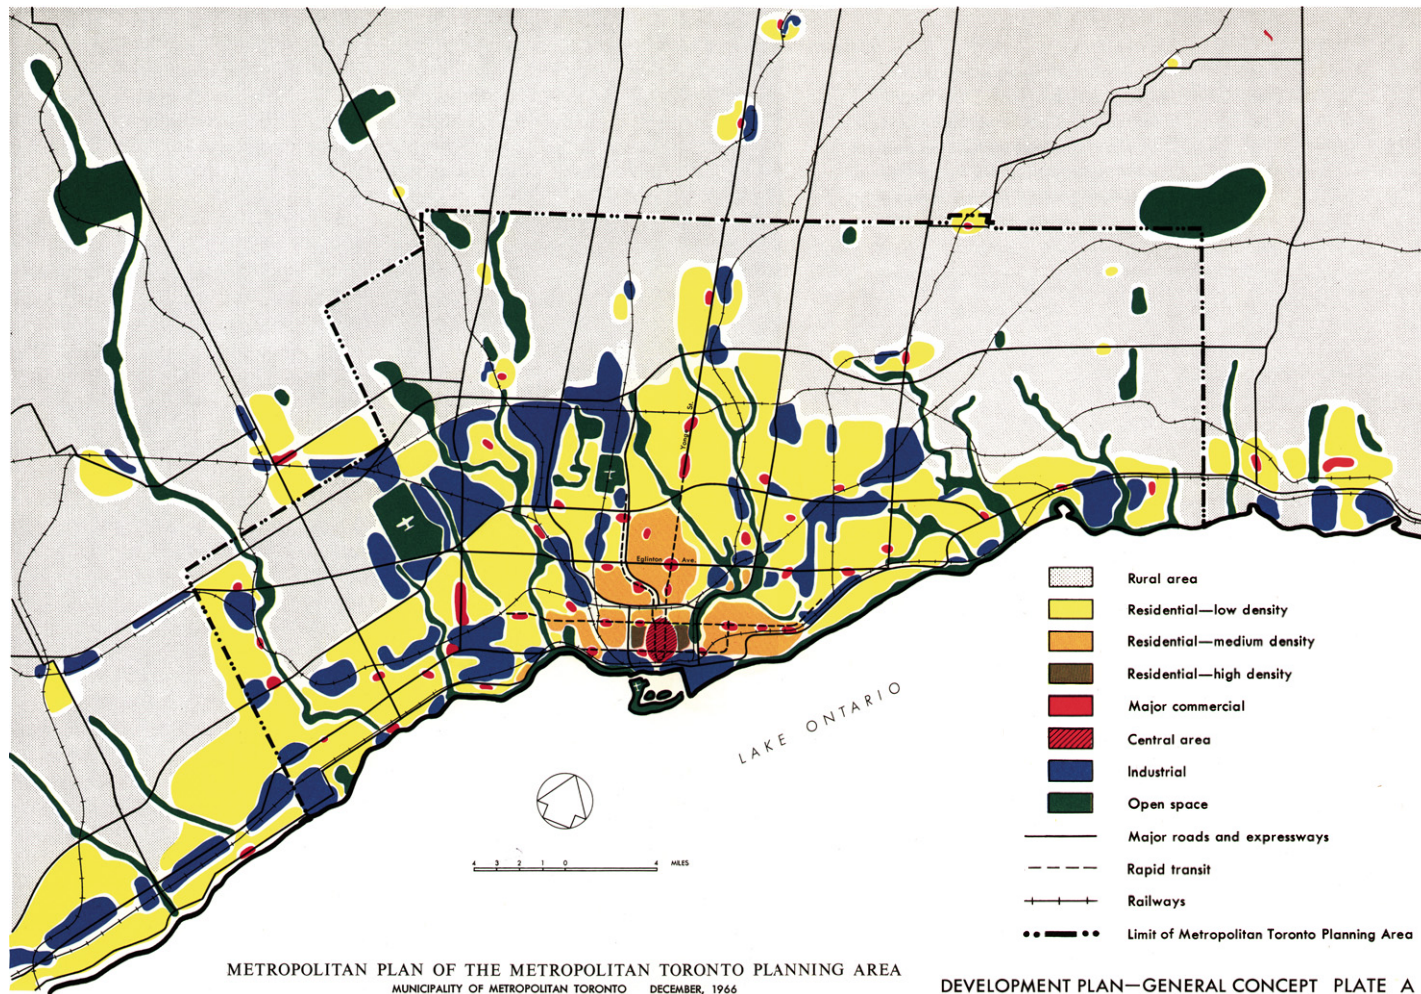 Yong St.
Eglinton Ave.
LAKE ONTARIO
Rural area
Residential—low density
Residential—medium density
Residential—high density
Major commercial
Central area
Industrial
Open space
Major roads and expressways
Rapid transit
Railways
Limit of Metropolitan Toronto Planning Area
4 3 2 1 0 4 MILES
METROPOLITAN PLAN OF THE METROPOLITAN TORONTO PLANNING AREA
MUNICIPALITY OF METROPOLITAN TORONTO DECEMBER, 1966
DEVELOPMENT PLAN—GENERAL CONCEPT PLATE A